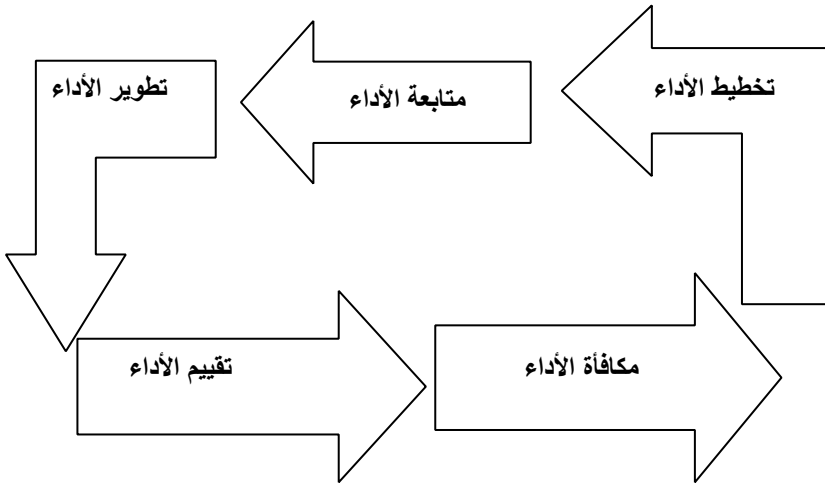 تخطيط الأداء
متابعة الأداء
تطوير الأداء
تقييم الأداء
مكافأة الأداء